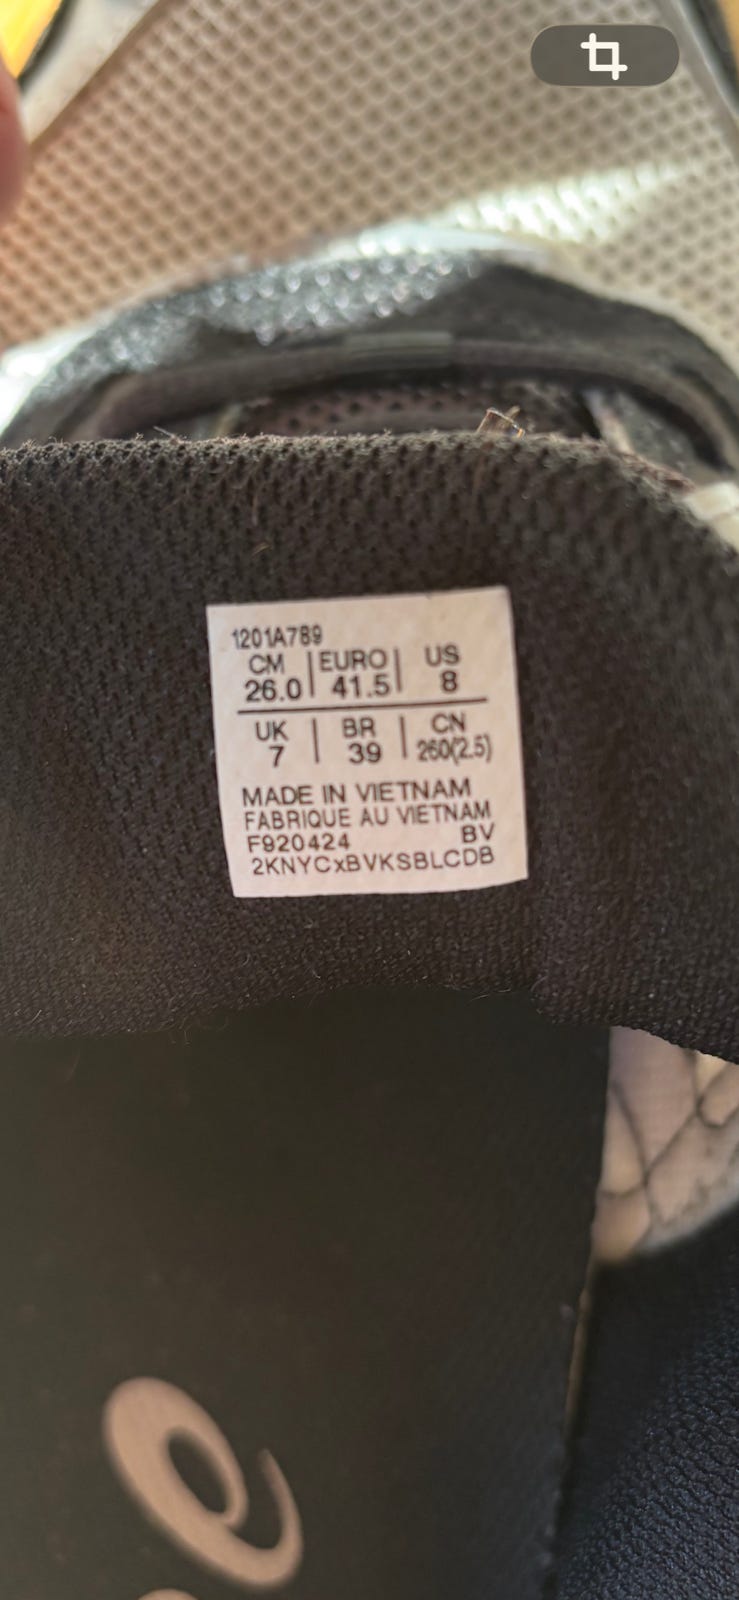 1201A789
CM | EURO | US
26.0 | 41.5 | 8
UK | BR | CN
7 | 39 | 260(2.5)
MADE IN VIETNAM
FABRIQUE AU VIETNAM
F920424 BV
2KNYCxBVKSBLCDB